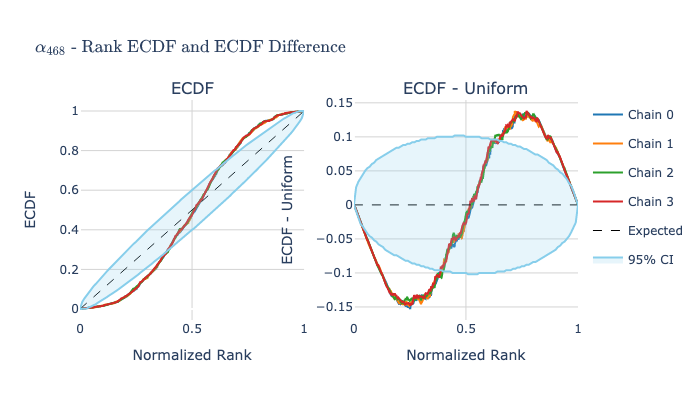 α468 - Rank ECDF and ECDF Difference
ECDF
ECDF
1
0.8
0.6
0.4
0.2
0
0
0.5
1
Normalized Rank
ECDF - Uniform
ECDF - Uniform
0.15
0.1
0.05
0
−0.05
−0.1
−0.15
0
0.5
1
Normalized Rank
Chain 0
Chain 1
Chain 2
Chain 3
Expected
95% CI